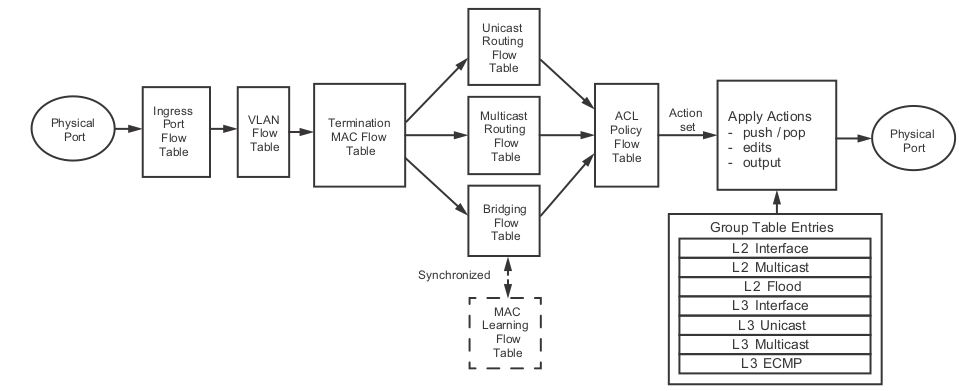 Physical
Port
Ingress
Port
Flow
Table
VLAN
Flow
Table
Termination
MAC Flow
Table
Unicast
Routing
Flow
Table
Multicast
Routing
Flow
Table
Bridging
Flow
Table
Synchronized
MAC
Learning
Flow
Table
ACL
Policy
Flow
Table
Action
set
Apply Actions
- push / pop
- edits
- output
Physical
Port
Group Table Entries
L2 Interface
L2 Multicast
L2 Flood
L3 Interface
L3 Unicast
L3 Multicast
L3 ECMP